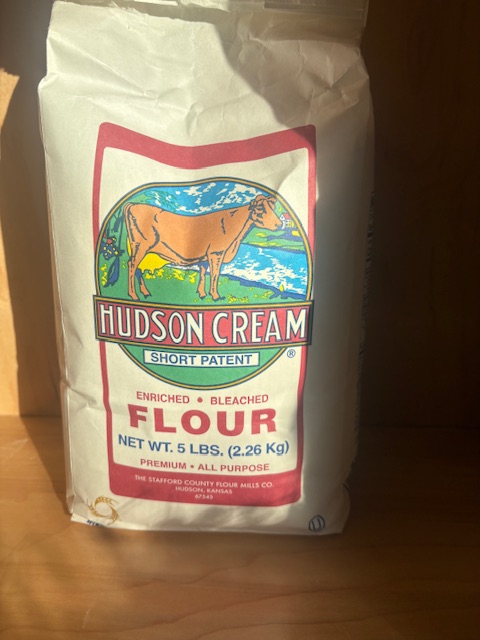 HUDSON CREAM
SHORT PATENT
®
ENRICHED • BLEACHED
FLOUR
NET WT. 5 LBS. (2.26 Kg)
PREMIUM • ALL PURPOSE
THE STAFFORD COUNTY FLOUR MILLS CO.
HUDSON, KANSAS
67545